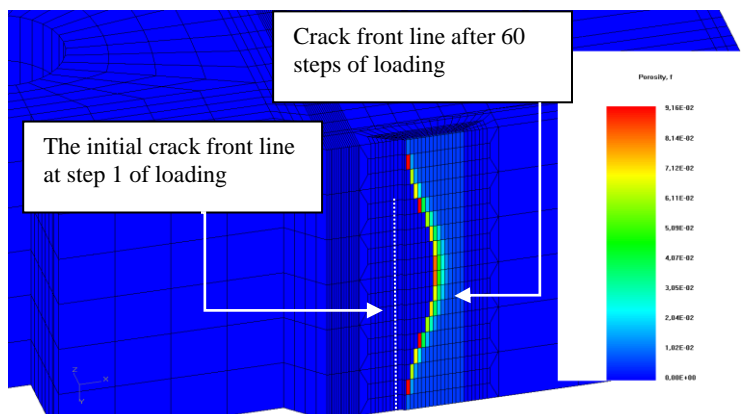 Crack front line after 60
steps of loading
The initial crack front line
at step 1 of loading
Porosity, f
9,16E-02
8,14E-02
7,12E-02
6,11E-02
5,09E-02
4,07E-02
3,05E-02
2,04E-02
1,02E-02
0,00E+00
Z
X
Y